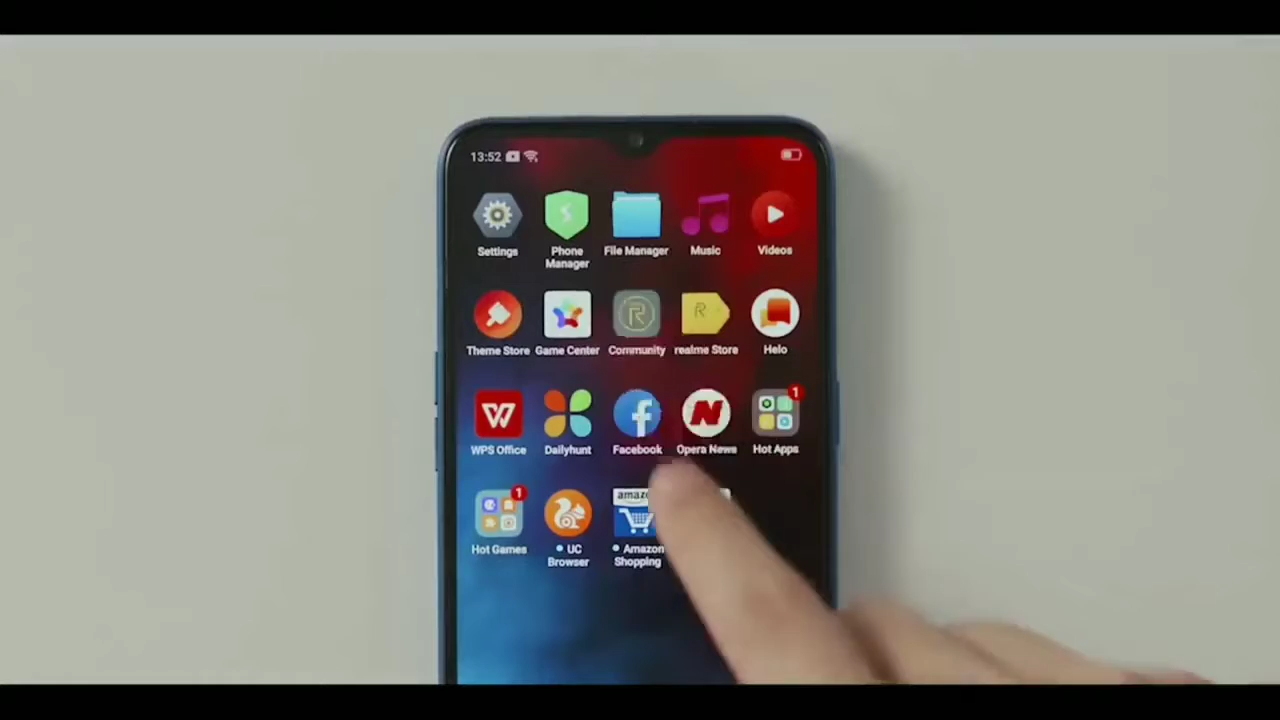 13:52
Settings
Phone
Manager
File Manager
Music
Videos
Theme Store
Game Center
Community
realme Store
Helo
WPS Office
Dailyhunt
Facebook
Opera News
1
Hot Apps
1
Hot Games
UC
Browser
amazon
Amazon
Shopping